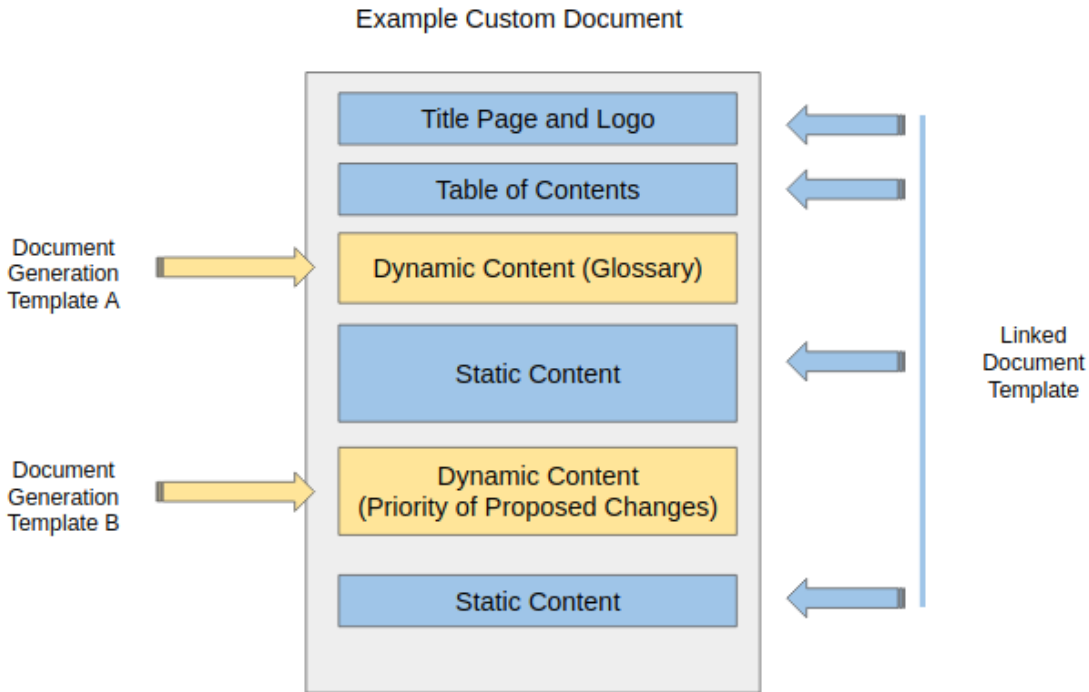 Example Custom Document
Title Page and Logo
Table of Contents
Document
Generation
Template A
Dynamic Content (Glossary)
Static Content
Linked
Document
Template
Document
Generation
Template B
Dynamic Content
(Priority of Proposed Changes)
Static Content